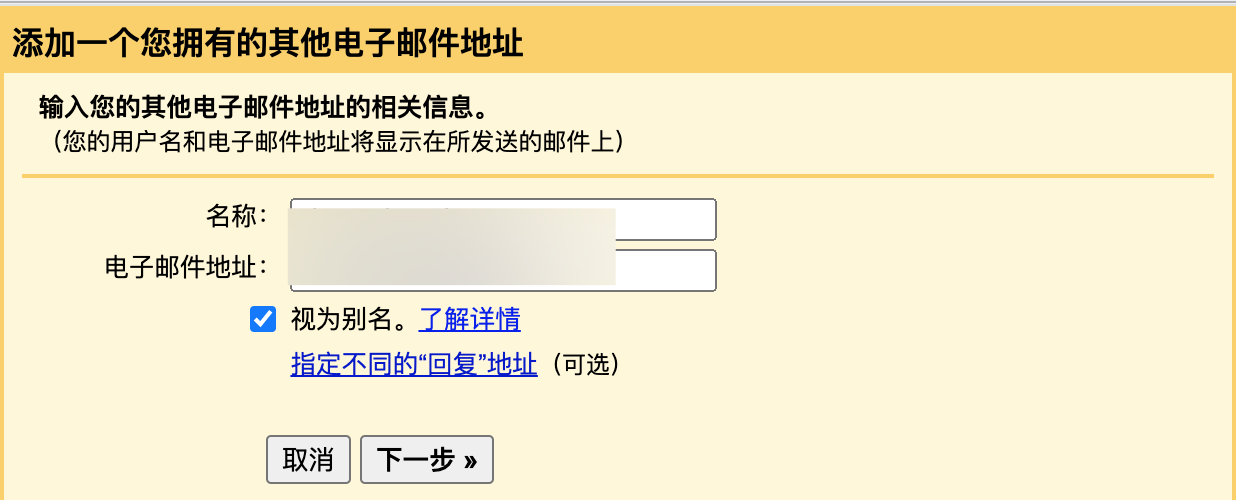 添加一个您拥有的其他电子邮件地址
输入您的其他电子邮件地址的相关信息。
（您的用户名和电子邮件地址将显示在所发送的邮件上）
名称：
电子邮件地址：
视为别名。了解详情
指定不同的“回复”地址（可选）
取消 下一步 »